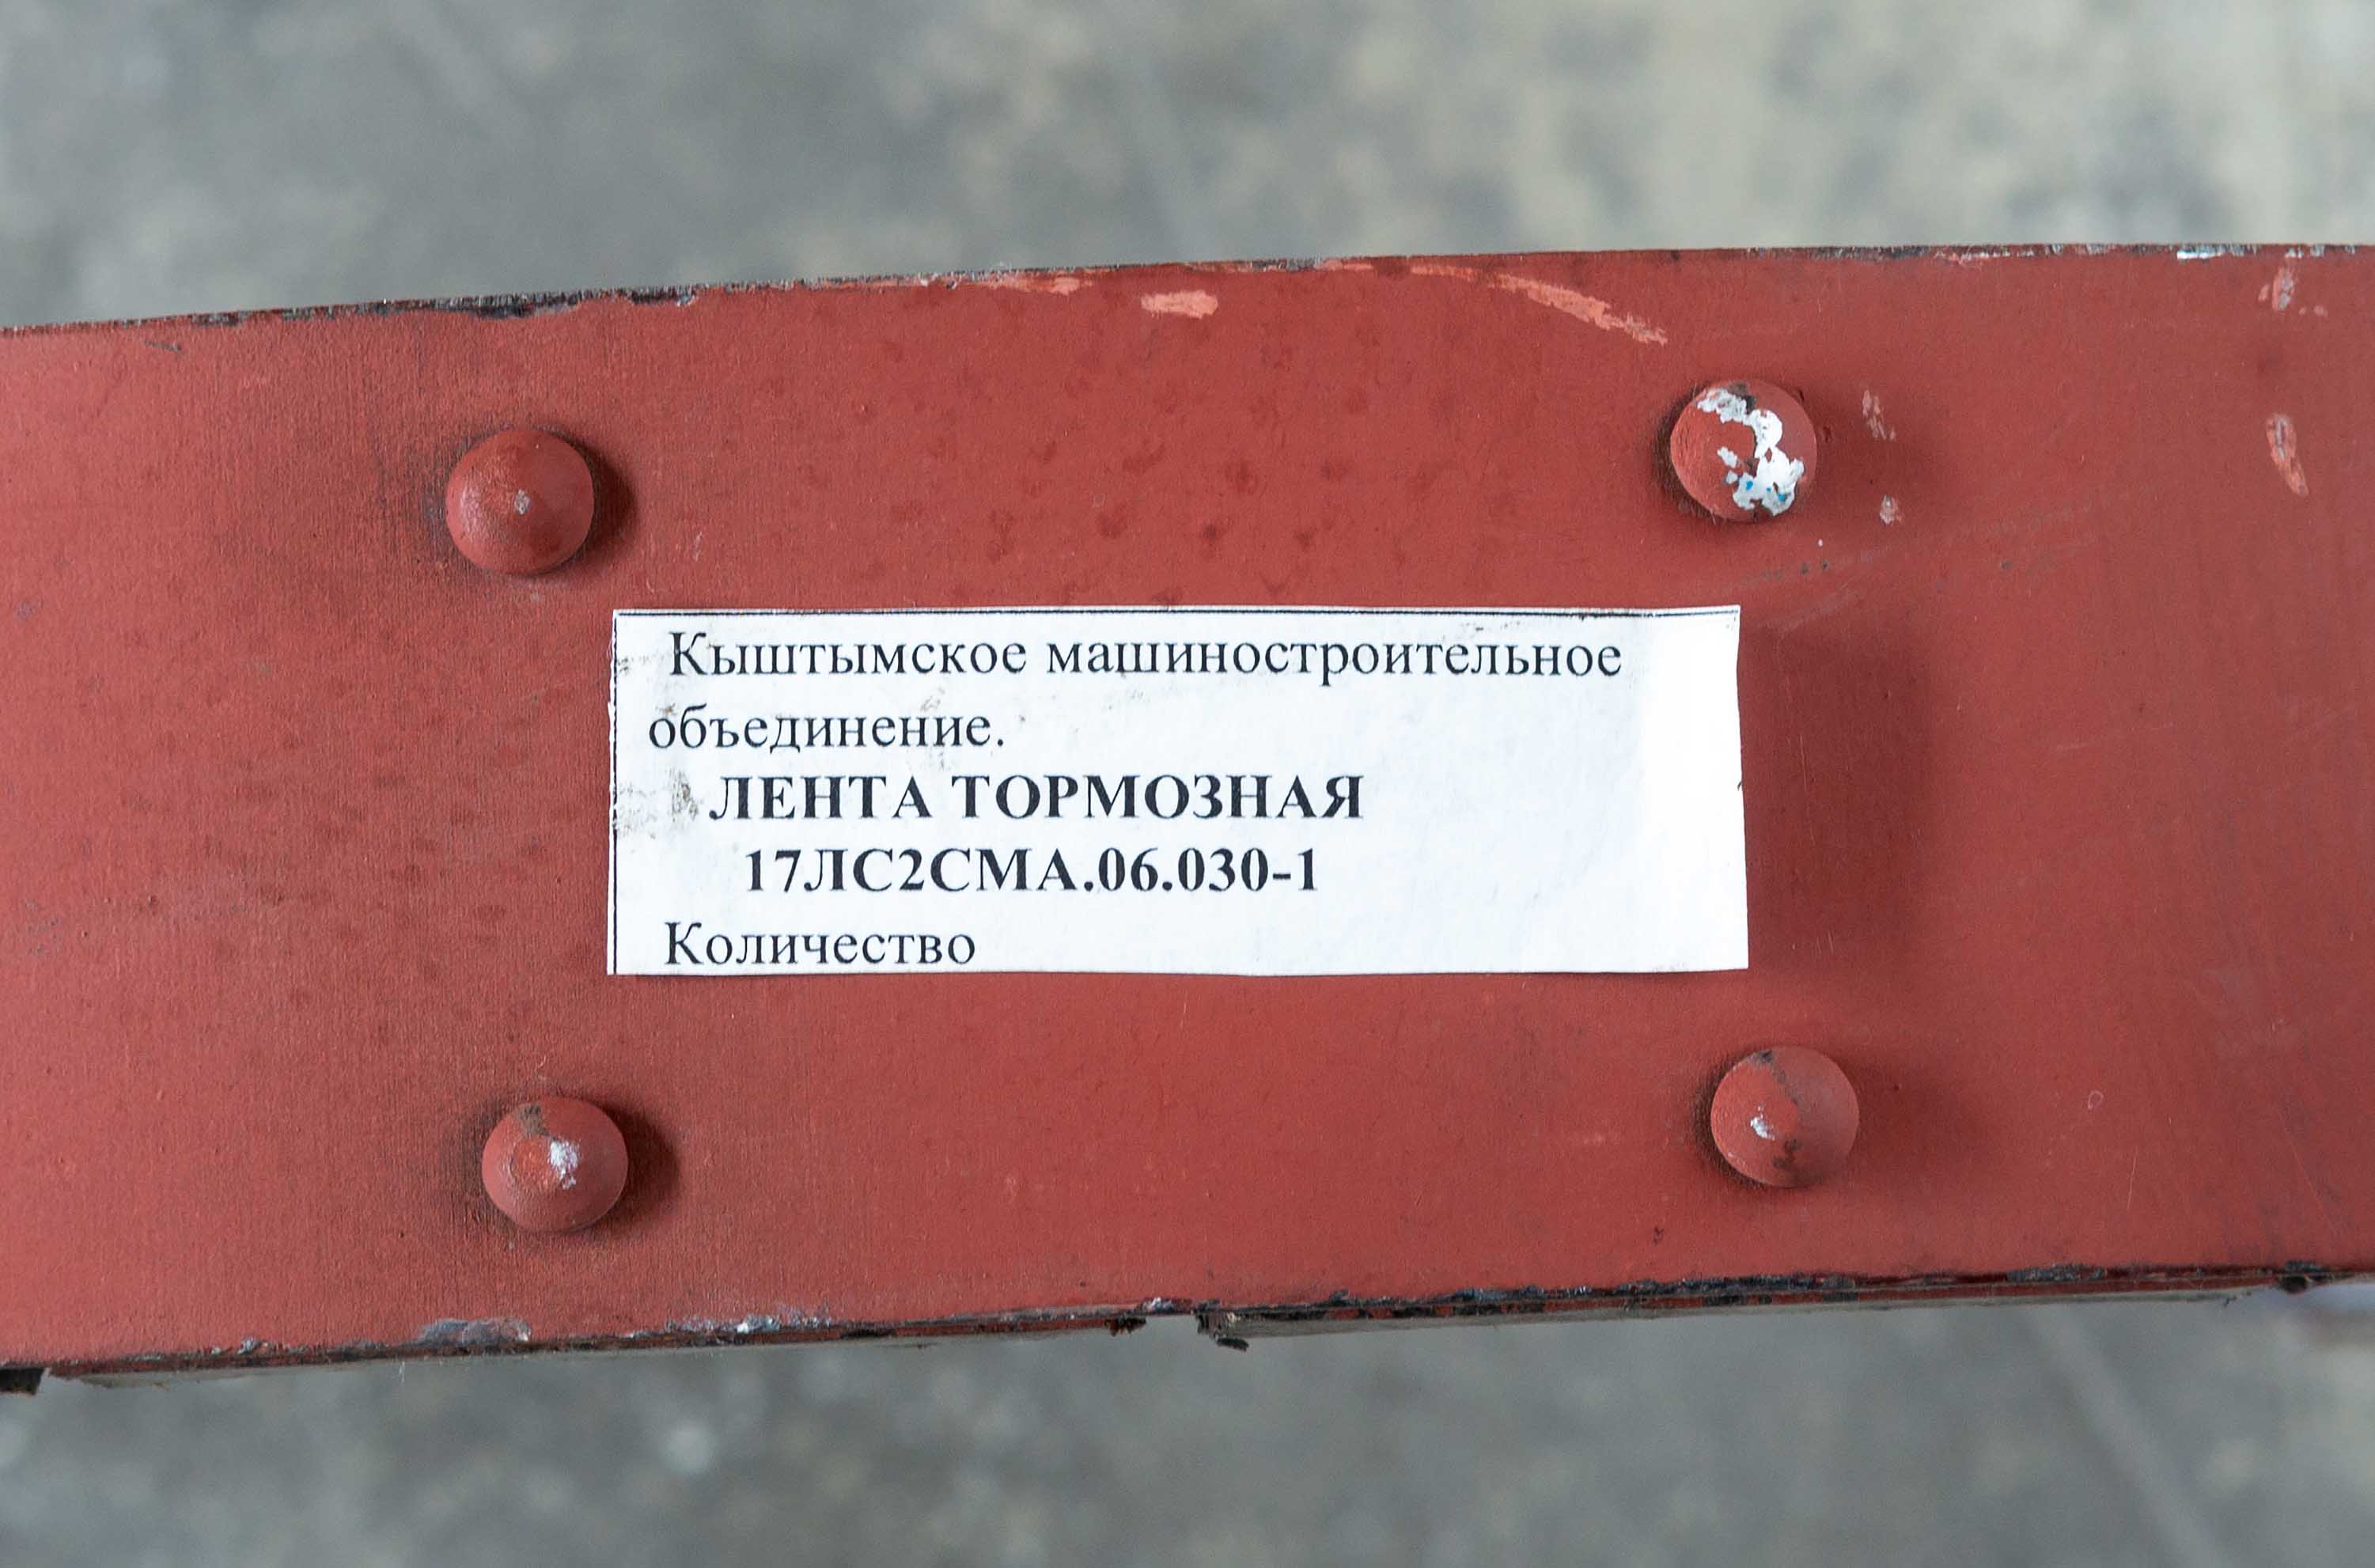 Кыштымское машиностроительное
объединение.
ЛЕНТА ТОРМОЗНАЯ
17ЛС2СМА.06.030-1
Количество